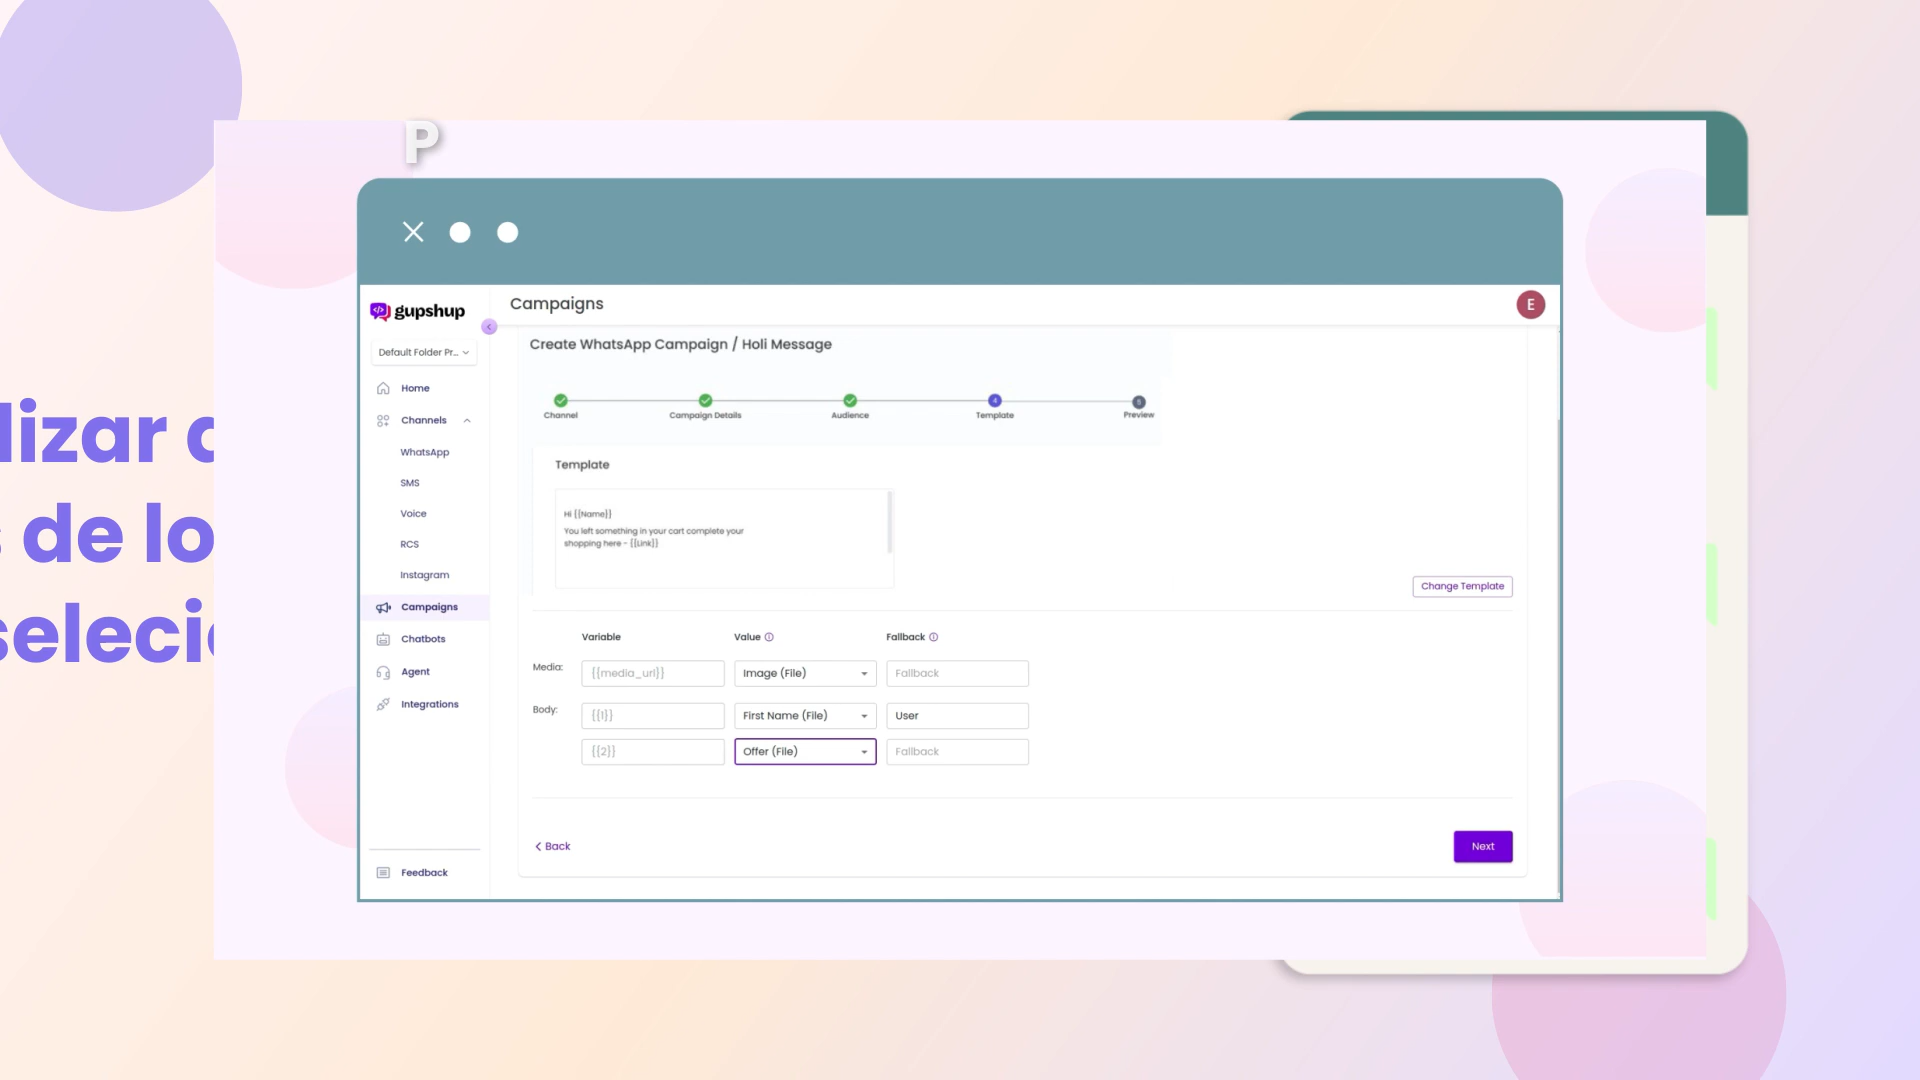 P
lizar
de lo
gupshup
Campaigns
E
Default Folder Pr...
Create WhatsApp Campaign / Holi Message
Home
Channels
Channel
Campaign Details
Audience
4
Template
5
Preview
WhatsApp
SMS
Voice
RCS
Instagram
Campaigns
Chatbots
Agent
Integrations
Feedback
Template
Hi {{Name}}
You left something in your cart complete your
shopping here - {{Link}}
Change Template
Variable Value Fallback
Media: {{media_url}} Image (File) Fallback
Body: {{1}} First Name (File) User
{{2}} Offer (File) Fallback
Back
Next